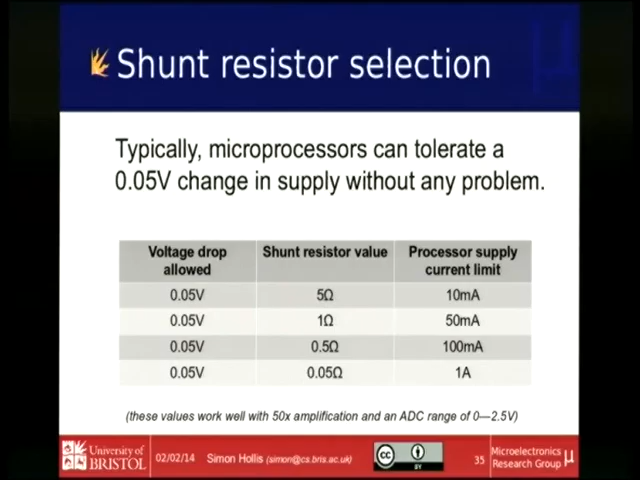 Shunt resistor selection
Typically, microprocessors can tolerate a
0.05V change in supply without any problem.
Voltage drop allowed Shunt resistor value Processor supply current limit
0.05V 5Ω 10mA
0.05V 1Ω 50mA
0.05V 0.5Ω 100mA
0.05V 0.05Ω 1A
(these values work well with 50x amplification and an ADC range of 0—2.5V)
University of BRISTOL 02/02/14 Simon Hollis (simon@cs.bris.ac.uk) cc BY 35 Microelectronics Research Group μ